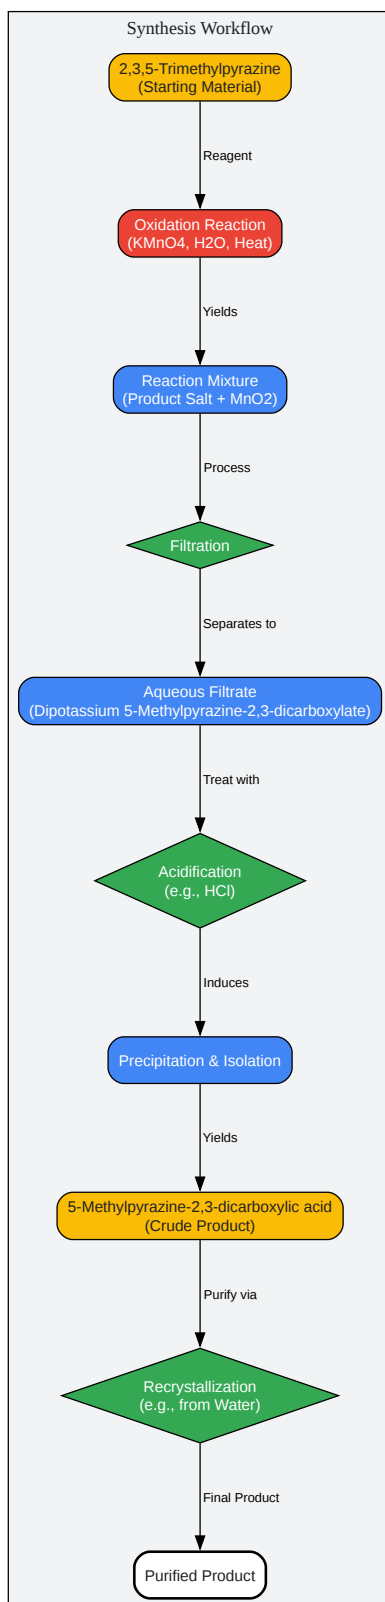 Synthesis Workflow
2,3,5-Trimethylpyrazine
(Starting Material)
Reagent
Oxidation Reaction
(KMnO4, H2O, Heat)
Yields
Reaction Mixture
(Product Salt + MnO2)
Process
Filtration
Separates to
Aqueous Filtrate
(Dipotassium 5-Methylpyrazine-2,3-dicarboxylate)
Treat with
Acidification
(e.g., HCl)
Induces
Precipitation & Isolation
Yields
5-Methylpyrazine-2,3-dicarboxylic acid
(Crude Product)
Purify via
Recrystallization
(e.g., from Water)
Final Product
Purified Product